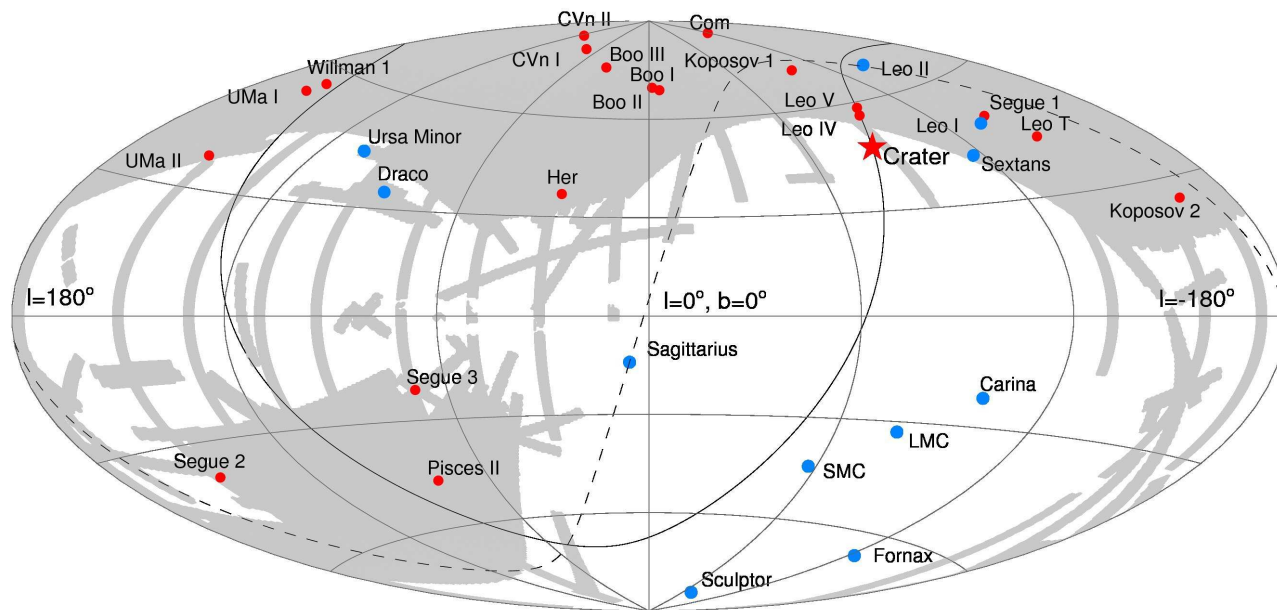 CVn II
Com
CVn I
Boo III
Koposov 1
Leo II
Willman 1
Boo I
UMa I
Boo II
Leo V
Segue 1
Leo IV
Leo I
Leo T
Ursa Minor
UMa II
Crater
Sextans
Draco
Her
Koposov 2
l=180°
l=0°, b=0°
l=-180°
Sagittarius
Segue 3
Carina
LMC
Segue 2
Pisces II
SMC
Fornax
Sculptor